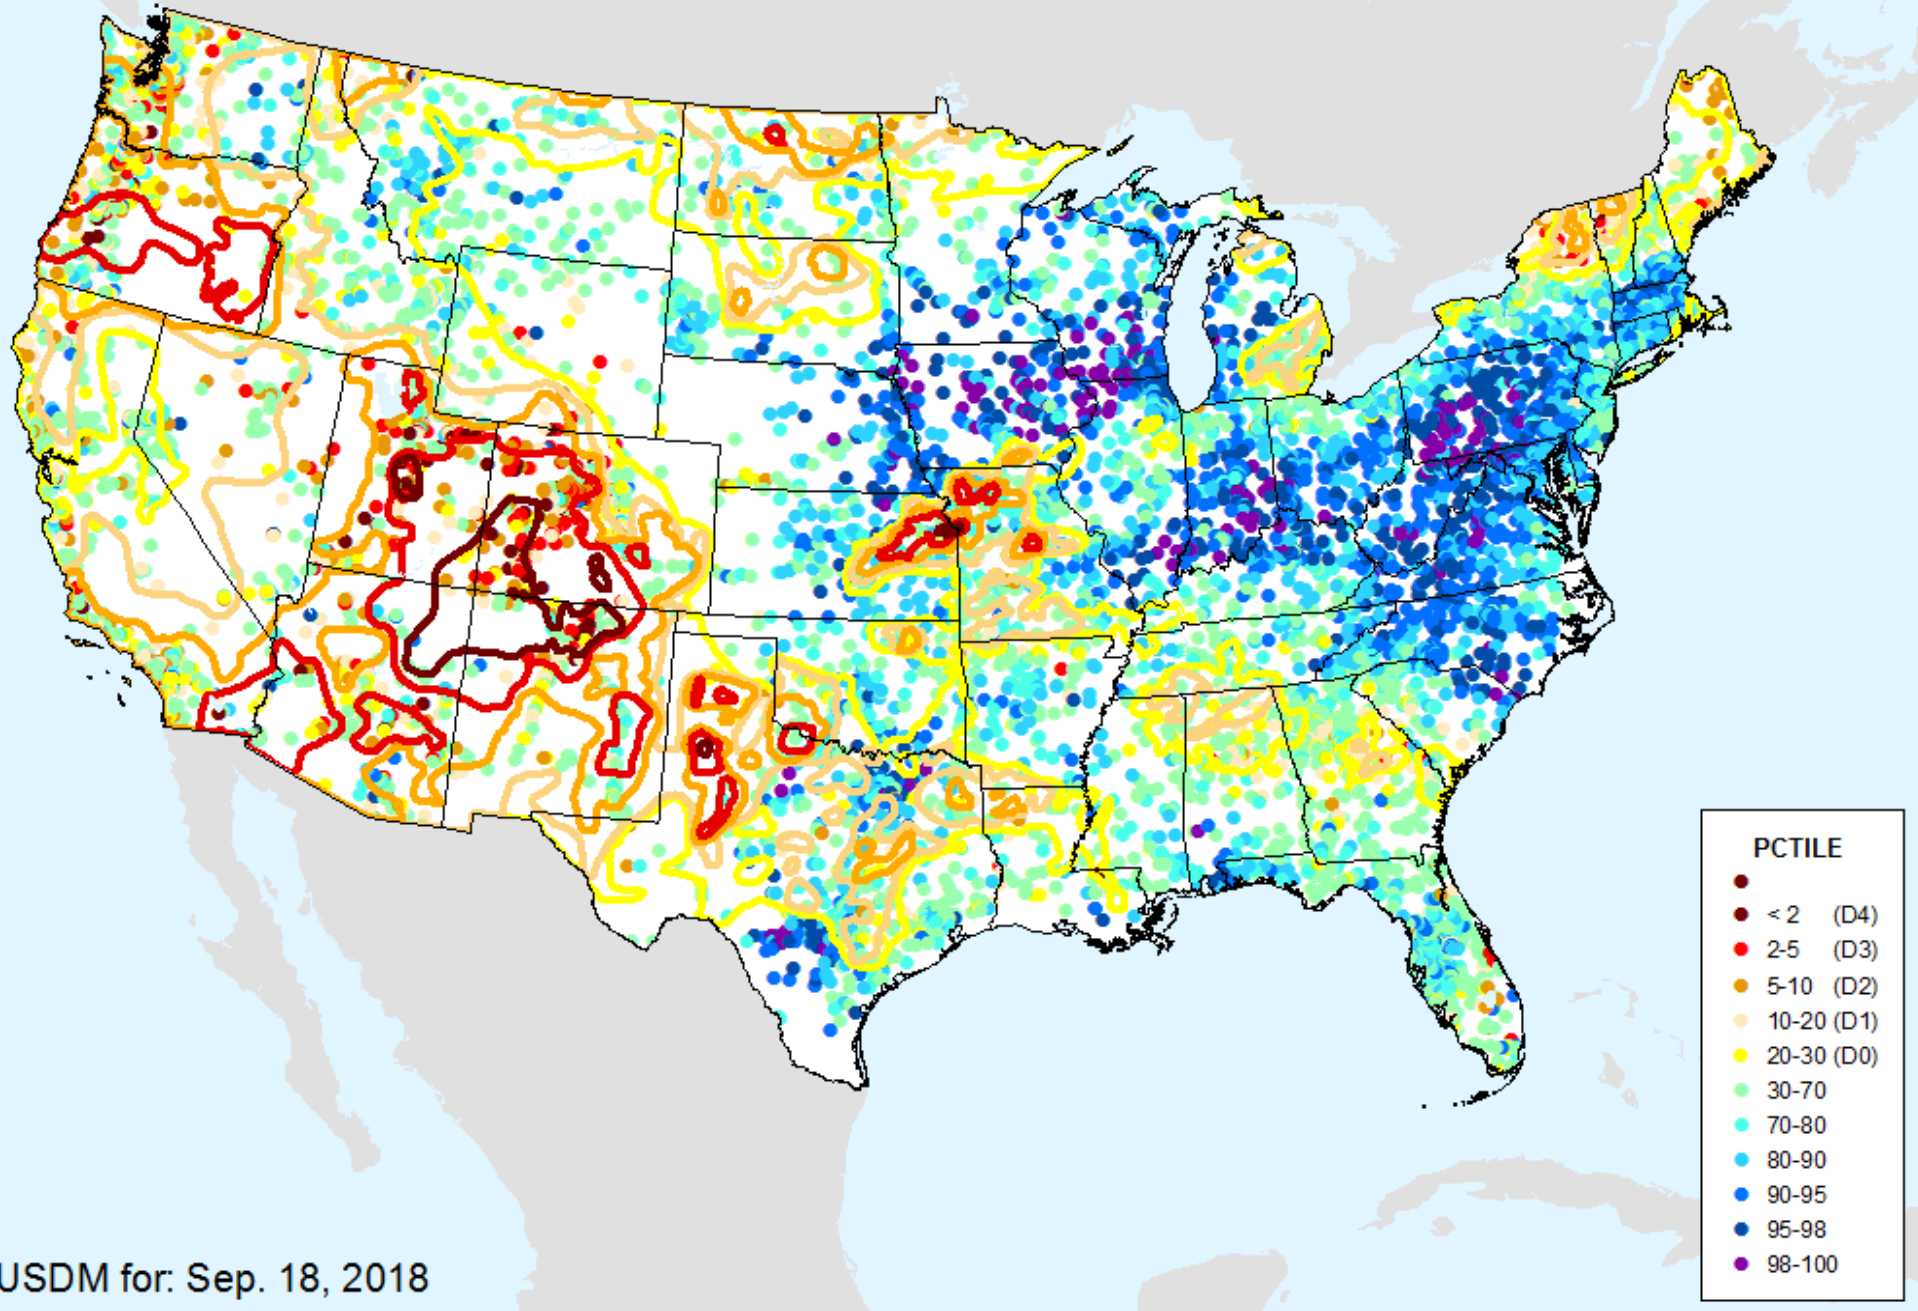 PCTILE
< 2 (D4)
2-5 (D3)
5-10 (D2)
10-20 (D1)
20-30 (D0)
30-70
70-80
80-90
90-95
95-98
98-100
USDM for: Sep. 18, 2018